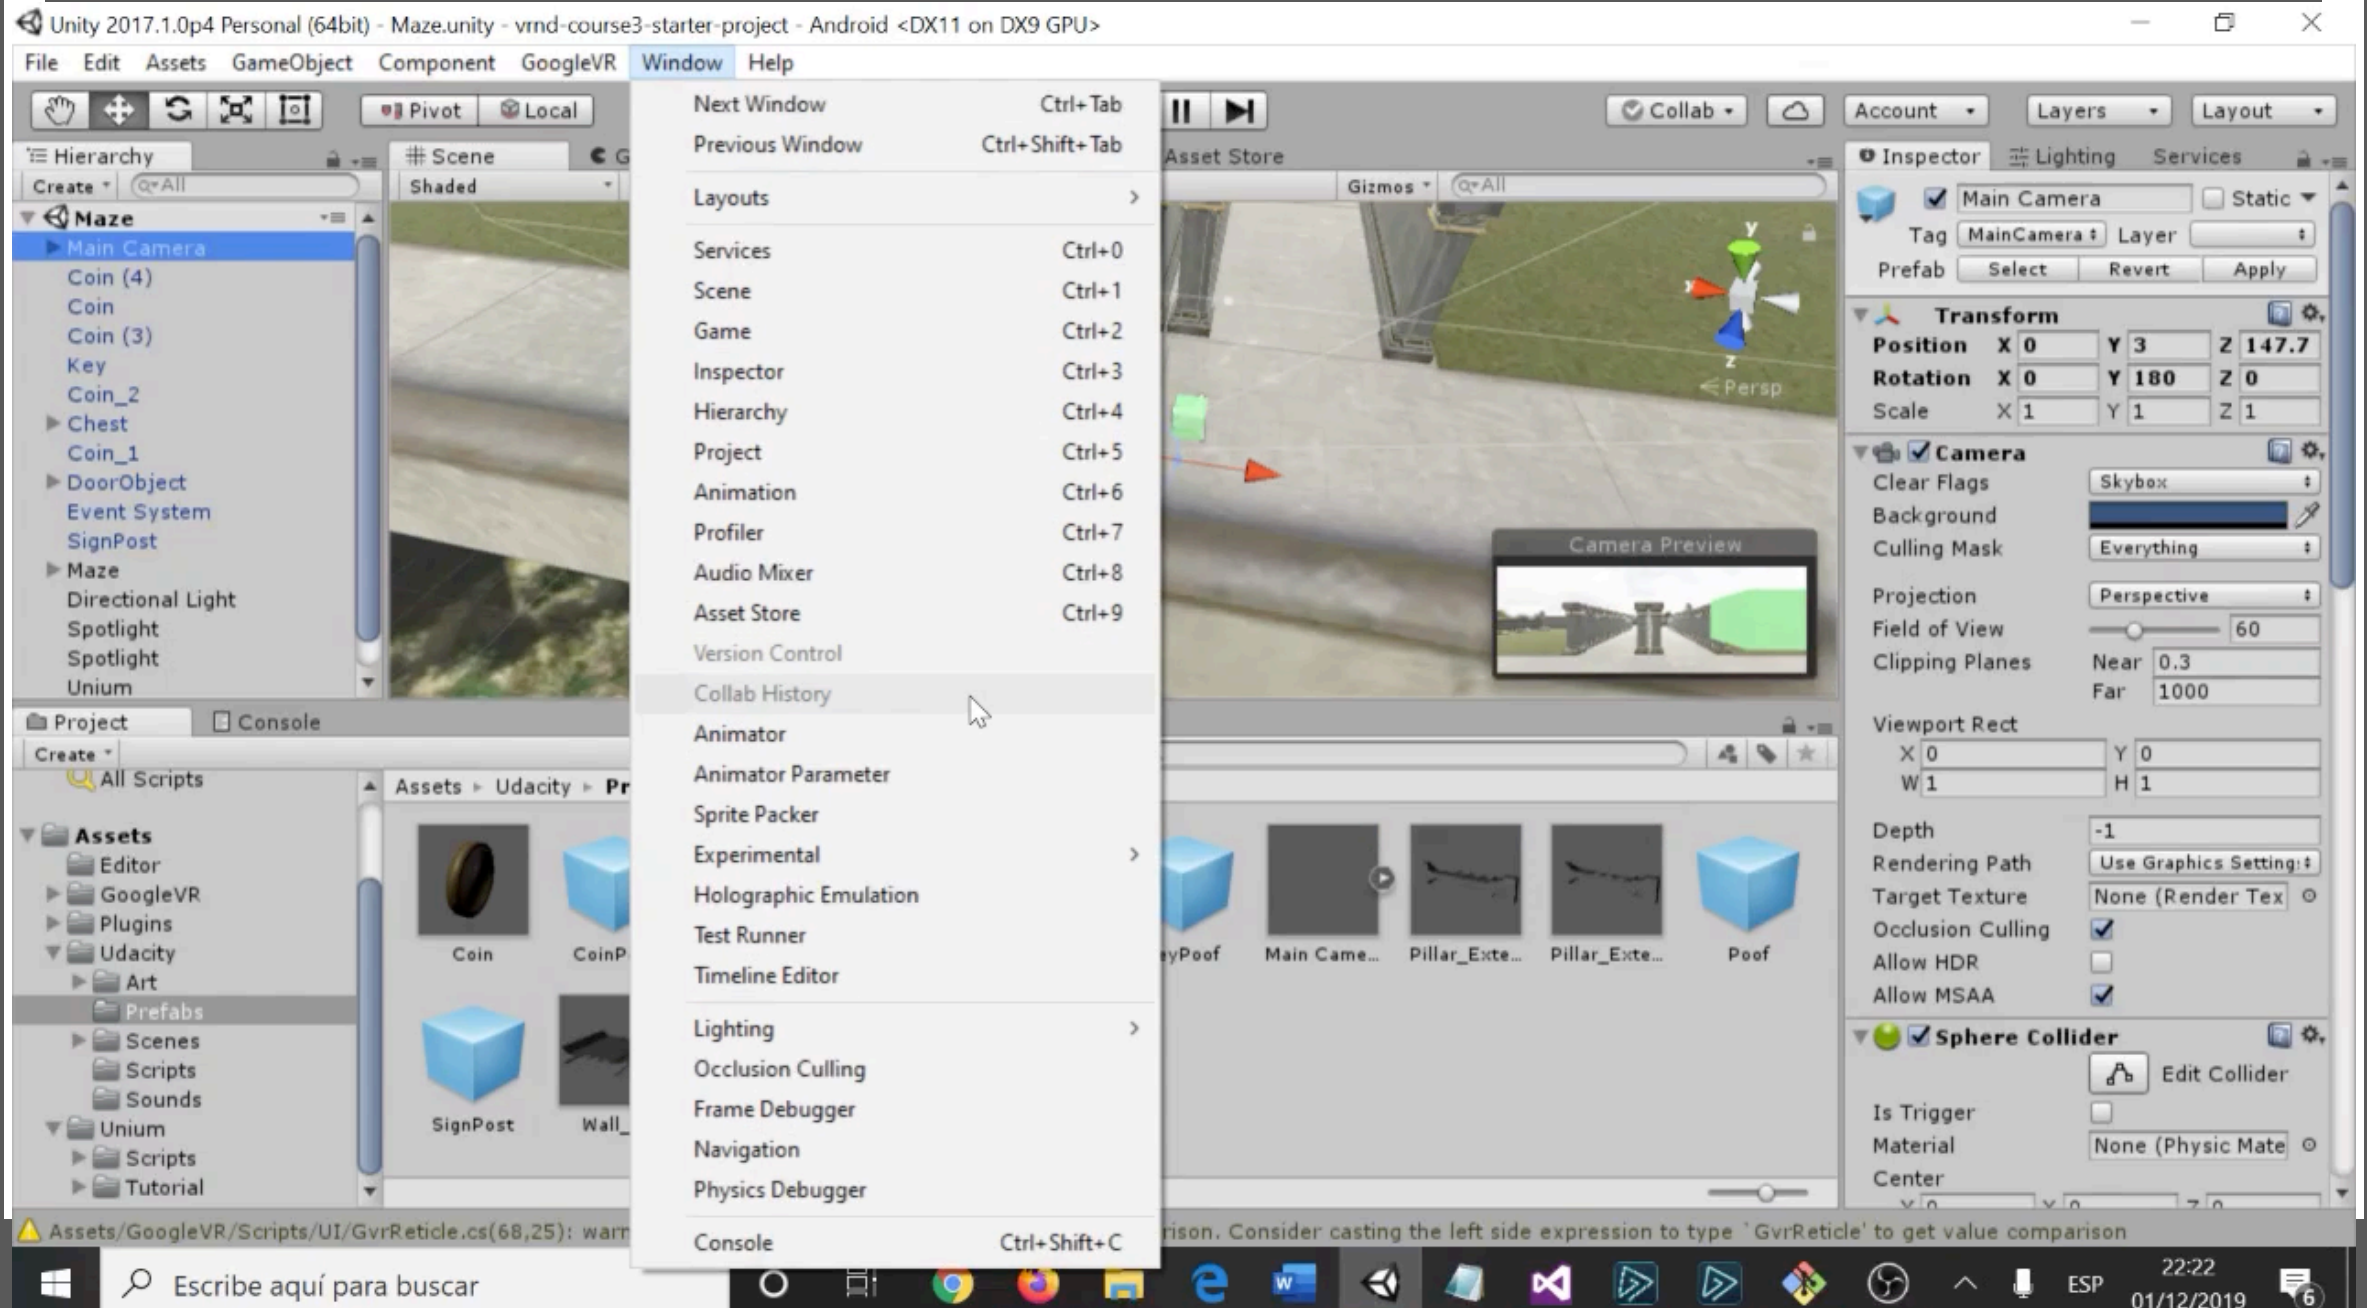 Unity 2017.1.0p4 Personal (64bit) - Maze.unity - vrnd-course3-starter-project - Android <DX11 on DX9 GPU>
File Edit Assets GameObject Component GoogleVR Window Help
Pivot Local Collab Account Layers Layout
Hierarchy
Create All
Maze
Main Camera
Coin (4)
Coin
Coin (3)
Key
Coin_2
Chest
Coin_1
DoorObject
Event System
SignPost
Maze
Directional Light
Spotlight
Spotlight
Unium
Scene G
Shaded
Asset Store
Gizmos All
y
x
z
Persp
Camera Preview
Next Window Ctrl+Tab
Previous Window Ctrl+Shift+Tab
Layouts
Services Ctrl+0
Scene Ctrl+1
Game Ctrl+2
Inspector Ctrl+3
Hierarchy Ctrl+4
Project Ctrl+5
Animation Ctrl+6
Profiler Ctrl+7
Audio Mixer Ctrl+8
Asset Store Ctrl+9
Version Control
Collab History
Animator
Animator Parameter
Sprite Packer
Experimental
Holographic Emulation
Test Runner
Timeline Editor
Lighting
Occlusion Culling
Frame Debugger
Navigation
Physics Debugger
Console Ctrl+Shift+C
Inspector Lighting Services
Main Camera Static
Tag MainCamera Layer
Prefab Select Revert Apply
Transform
Position X 0 Y 3 Z 147.7
Rotation X 0 Y 180 Z 0
Scale X 1 Y 1 Z 1
Camera
Clear Flags Skybox
Background
Culling Mask Everything
Projection Perspective
Field of View 60
Clipping Planes Near 0.3
Far 1000
Viewport Rect
X 0 Y 0
W 1 H 1
Depth -1
Rendering Path Use Graphics Setting:
Target Texture None (Render Tex
Occlusion Culling
Allow HDR
Allow MSAA
Sphere Collider
Edit Collider
Is Trigger
Material None (Physic Mate
Center
Project Console
Create
All Scripts
Assets
Editor
GoogleVR
Plugins
Udacity
Art
Prefabs
Scenes
Scripts
Sounds
Unium
Scripts
Tutorial
Assets Udacity Pr
Coin CoinP eyPoof Main Came... Pillar_Exte... Pillar_Exte... Poof
SignPost Wall_
Assets/GoogleVR/Scripts/UI/GvrReticle.cs(68,25): warn rison. Consider casting the left side expression to type `GvrReticle' to get value comparison
Escribe aquí para buscar
ESP
22:22
01/12/2019
6